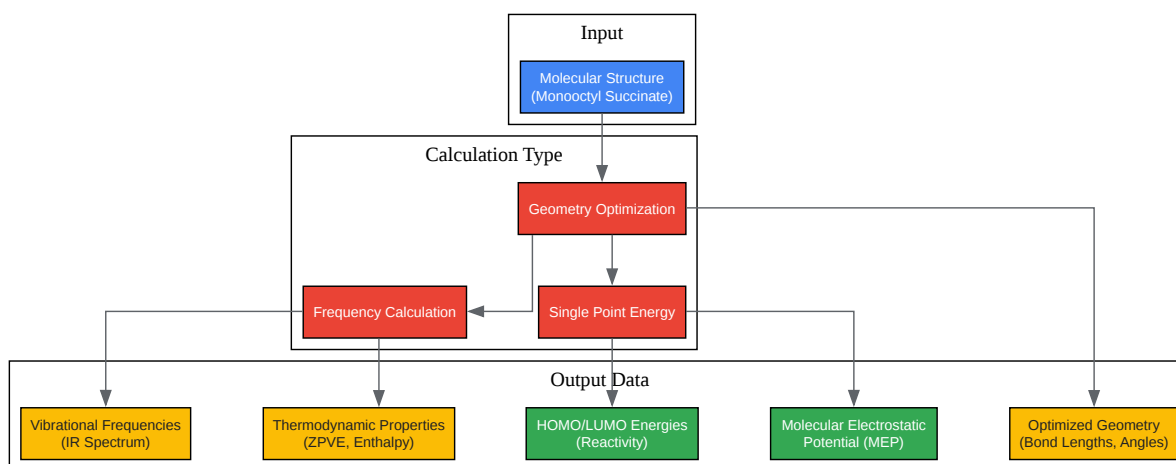 Input
Molecular Structure
(Monooctyl Succinate)
Calculation Type
Geometry Optimization
Frequency Calculation
Single Point Energy
Output Data
Vibrational Frequencies
(IR Spectrum)
Thermodynamic Properties
(ZPVE, Enthalpy)
HOMO/LUMO Energies
(Reactivity)
Molecular Electrostatic
Potential (MEP)
Optimized Geometry
(Bond Lengths, Angles)